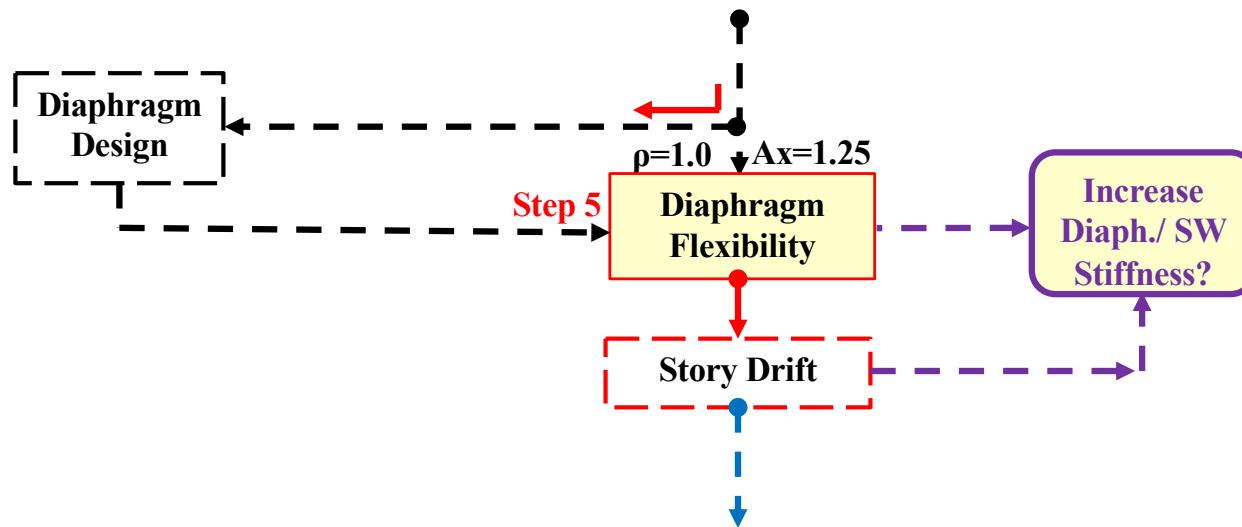 Diaphragm
Design
ρ=1.0
Ax=1.25
Step 5
Diaphragm
Flexibility
Increase
Diaph./ SW
Stiffness?
Story Drift